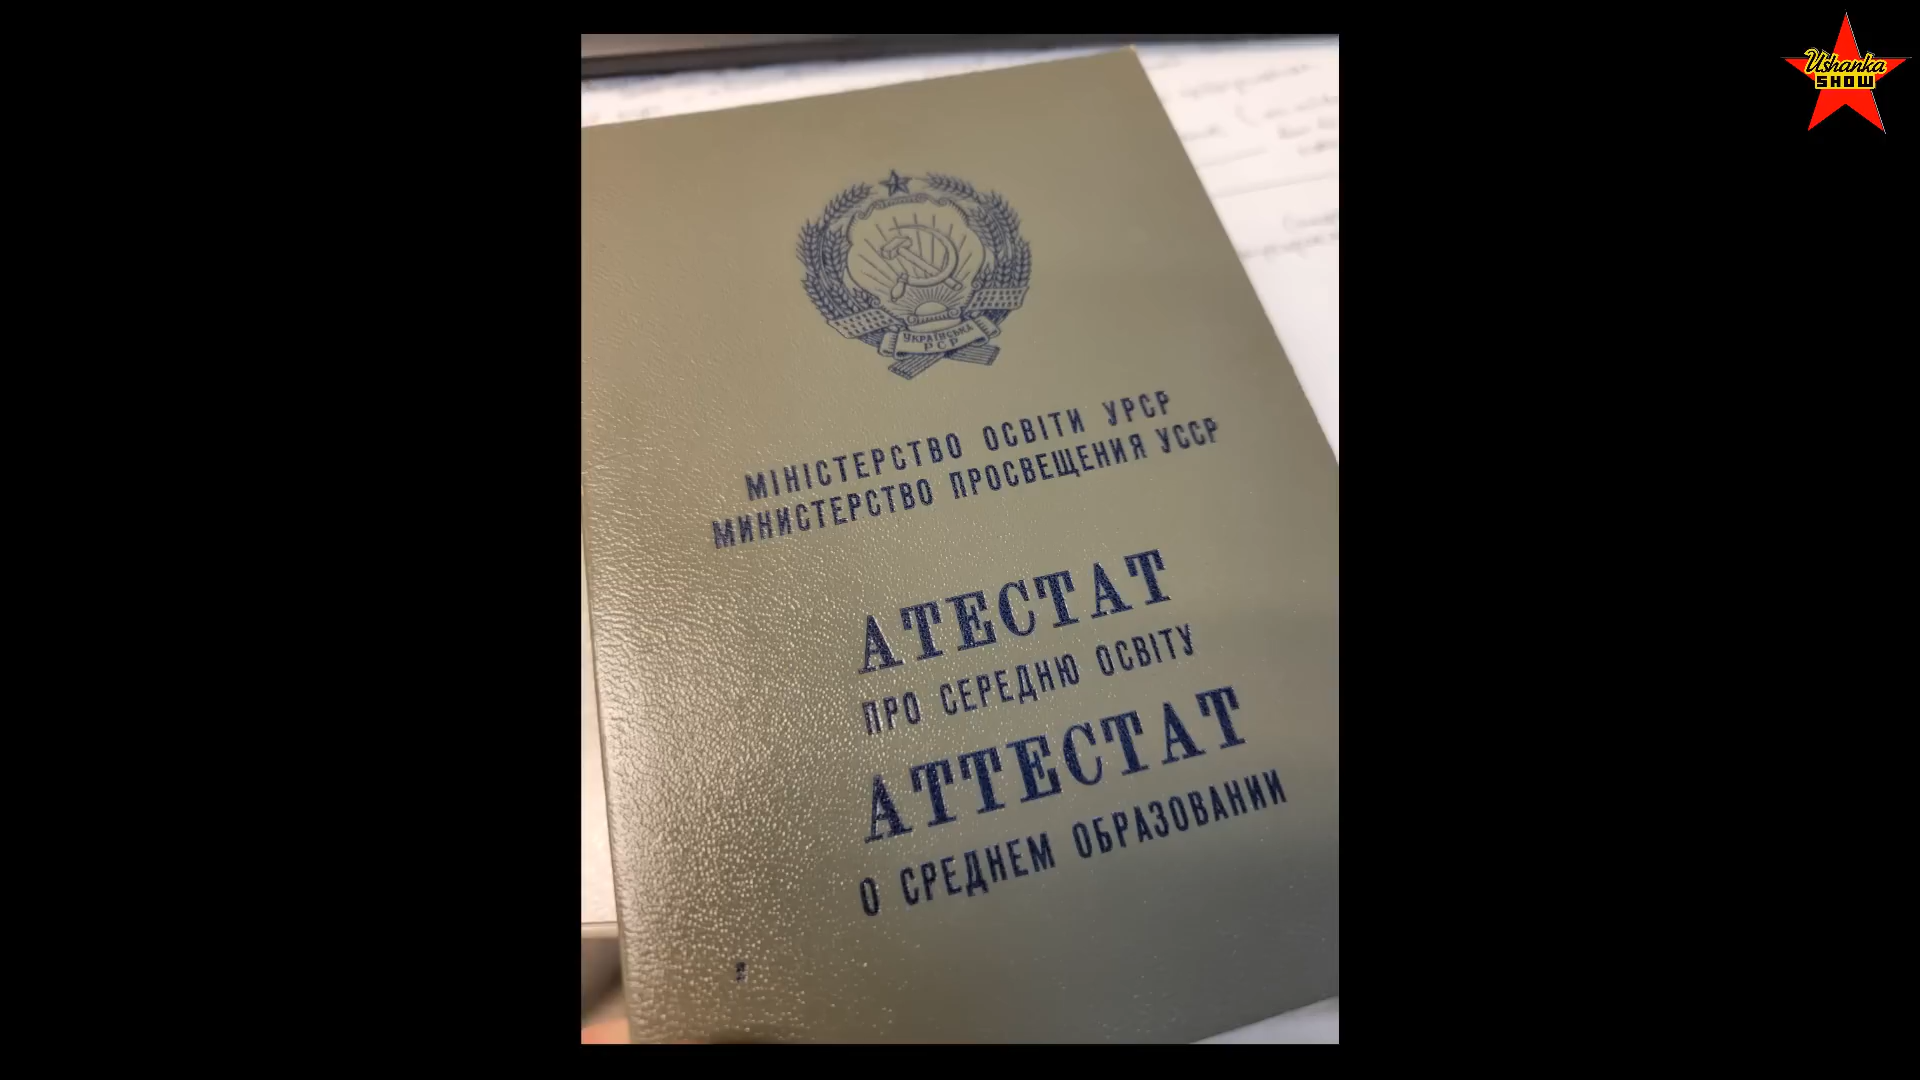 Ushanka
SHOW
УКРАЇНСЬКА
РСР
МІНІСТЕРСТВО ОСВІТИ УРСР
МИНИСТЕРСТВО ПРОСВЕЩЕНИЯ УССР
АТЕСТАТ
ПРО СЕРЕДНЮ ОСВІТУ
АТТЕСТАТ
О СРЕДНЕМ ОБРАЗОВАНИИ